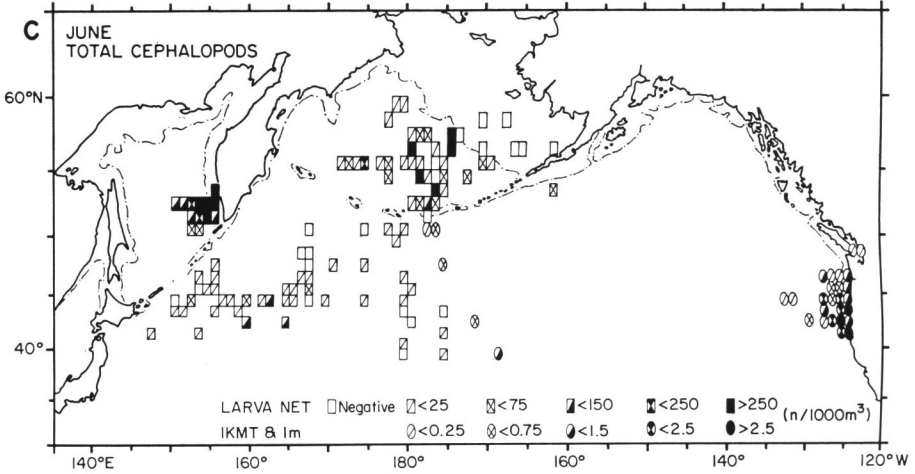 C
JUNE
TOTAL CEPHALOPODS
60°N
40°
LARVA NET Negative <25 <75 <150 <250 >250
(n/1000m³)
IKMT & 1m <0.25 <0.75 <1.5 <2.5 >2.5
140°E 160° 180° 160° 140° 120°W